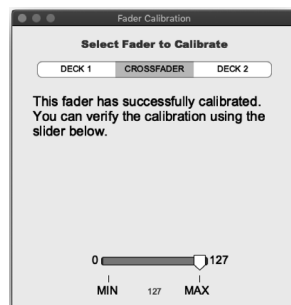 Fader Calibration
Select Fader to Calibrate
DECK 1 CROSSFADER DECK 2
This fader has successfully calibrated.
You can verify the calibration using the
slider below.
0 127
MIN 127 MAX